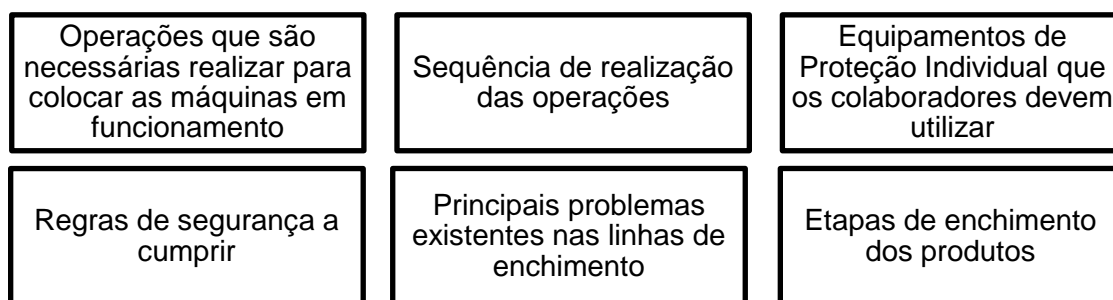 Operações que são
necessárias realizar para
colocar as máquinas em
funcionamento
Sequência de realização
das operações
Equipamentos de
Proteção Individual que
os colaboradores devem
utilizar
Regras de segurança a
cumprir
Principais problemas
existentes nas linhas de
enchimento
Etapas de enchimento
dos produtos